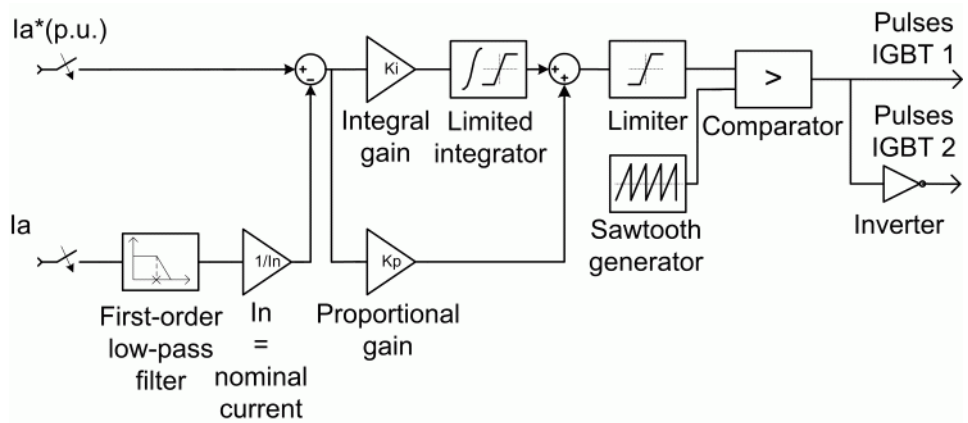 Ia*(p.u.)
Pulses
IGBT 1
Ki
+
−
+
+
>
Integral
gain
Limited
integrator
Limiter
Comparator
Pulses
IGBT 2
Ia
Sawtooth
generator
Inverter
1/In
Kp
First-order
low-pass
filter
In
=
nominal
current
Proportional
gain